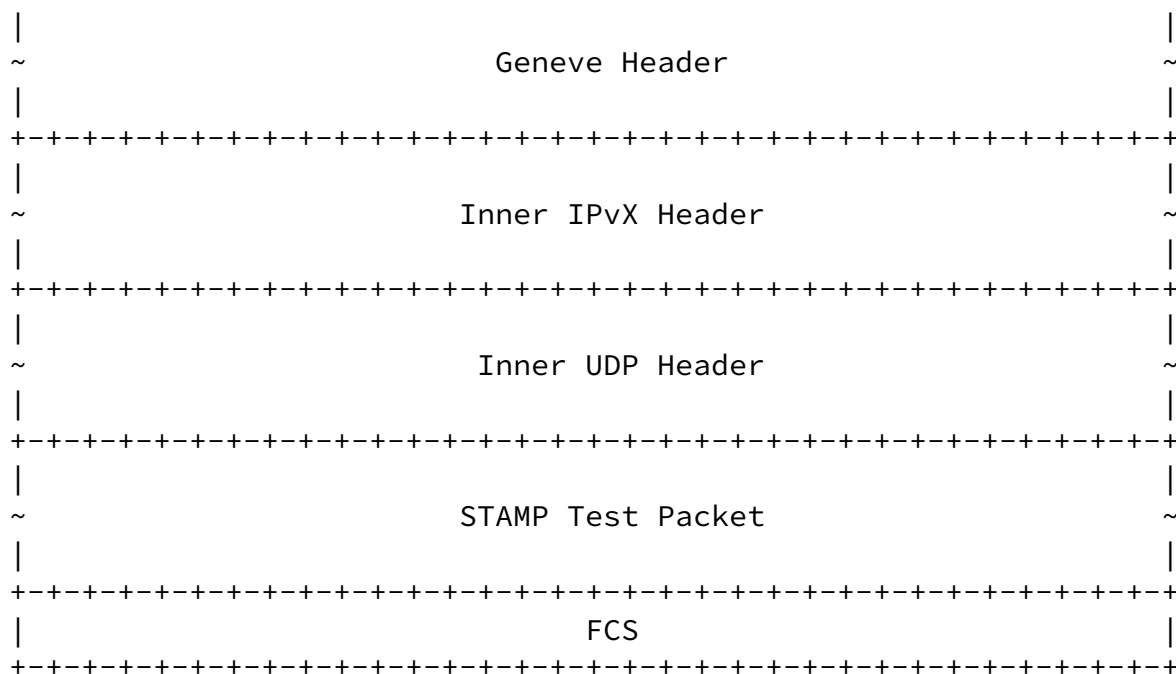 |                                                               |
~                          Geneve Header                        ~
|                                                               |
+-+-+-+-+-+-+-+-+-+-+-+-+-+-+-+-+-+-+-+-+-+-+-+-+-+-+-+-+-+-+-+-+
|                                                               |
~                        Inner IPvX Header                      ~
|                                                               |
+-+-+-+-+-+-+-+-+-+-+-+-+-+-+-+-+-+-+-+-+-+-+-+-+-+-+-+-+-+-+-+-+
|                                                               |
~                         Inner UDP Header                      ~
|                                                               |
+-+-+-+-+-+-+-+-+-+-+-+-+-+-+-+-+-+-+-+-+-+-+-+-+-+-+-+-+-+-+-+-+
|                                                               |
~                        STAMP Test Packet                      ~
|                                                               |
+-+-+-+-+-+-+-+-+-+-+-+-+-+-+-+-+-+-+-+-+-+-+-+-+-+-+-+-+-+-+-+-+
|                               FCS                             |
+-+-+-+-+-+-+-+-+-+-+-+-+-+-+-+-+-+-+-+-+-+-+-+-+-+-+-+-+-+-+-+-+